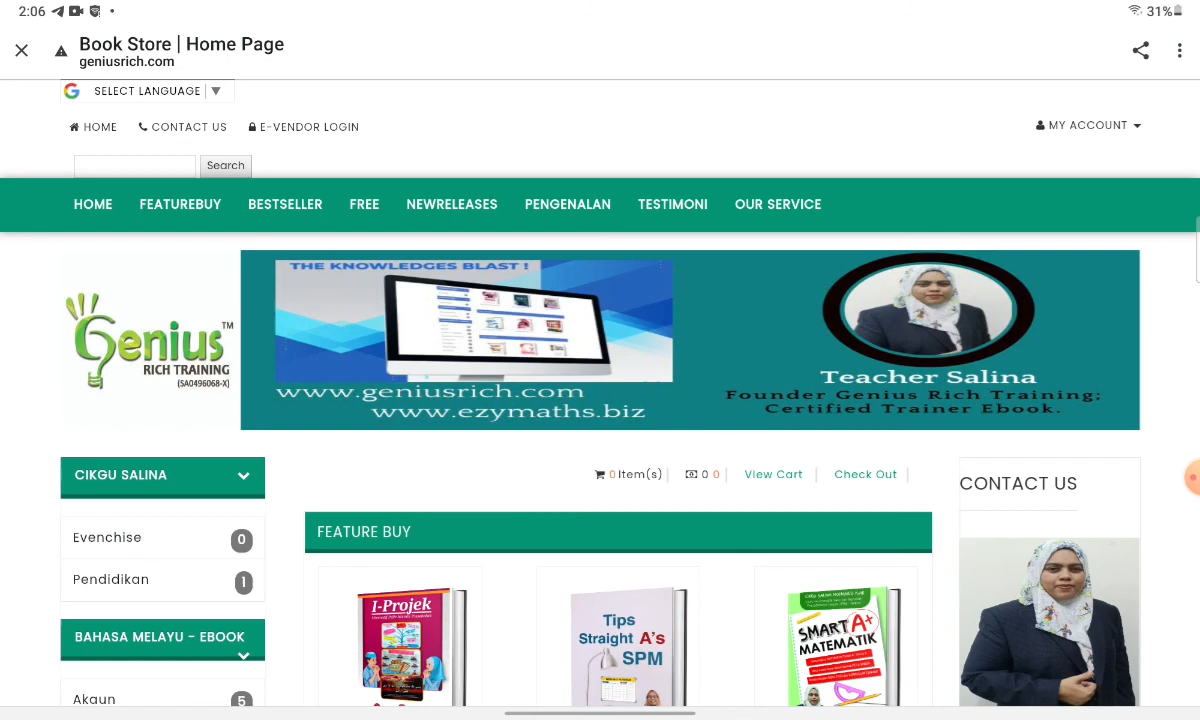 2:06
31%
Book Store | Home Page
geniusrich.com
SELECT LANGUAGE ▼
HOME CONTACT US E-VENDOR LOGIN
MY ACCOUNT
Search
HOME FEATUREBUY BESTSELLER FREE NEWRELEASES PENGENALAN TESTIMONI OUR SERVICE
Genius™
RICH TRAINING
(SA0496068-X)
THE KNOWLEDGES BLAST !
www.geniusrich.com
www.ezymaths.biz
Teacher Salina
Founder Genius Rich Training;
Certified Trainer Ebook.
CIKGU SALINA
Evenchise 0
Pendidikan 1
BAHASA MELAYU - EBOOK
Akaun 5
0 Item(s) 0 0 View Cart Check Out
FEATURE BUY
I-Projek
Tips
Straight A's
SPM
SMART A+
MATEMATIK
CONTACT US